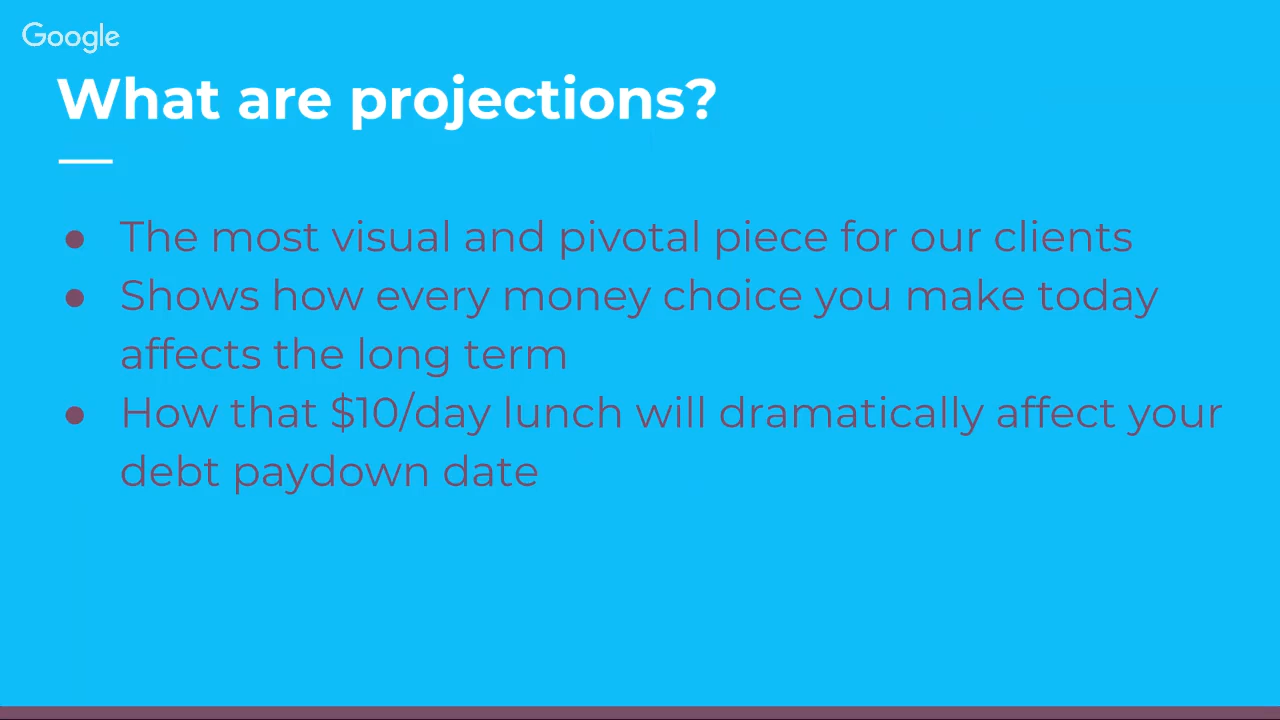 Google
What are projections?
● The most visual and pivotal piece for our clients
● Shows how every money choice you make today
affects the long term
● How that $10/day lunch will dramatically affect your
debt paydown date